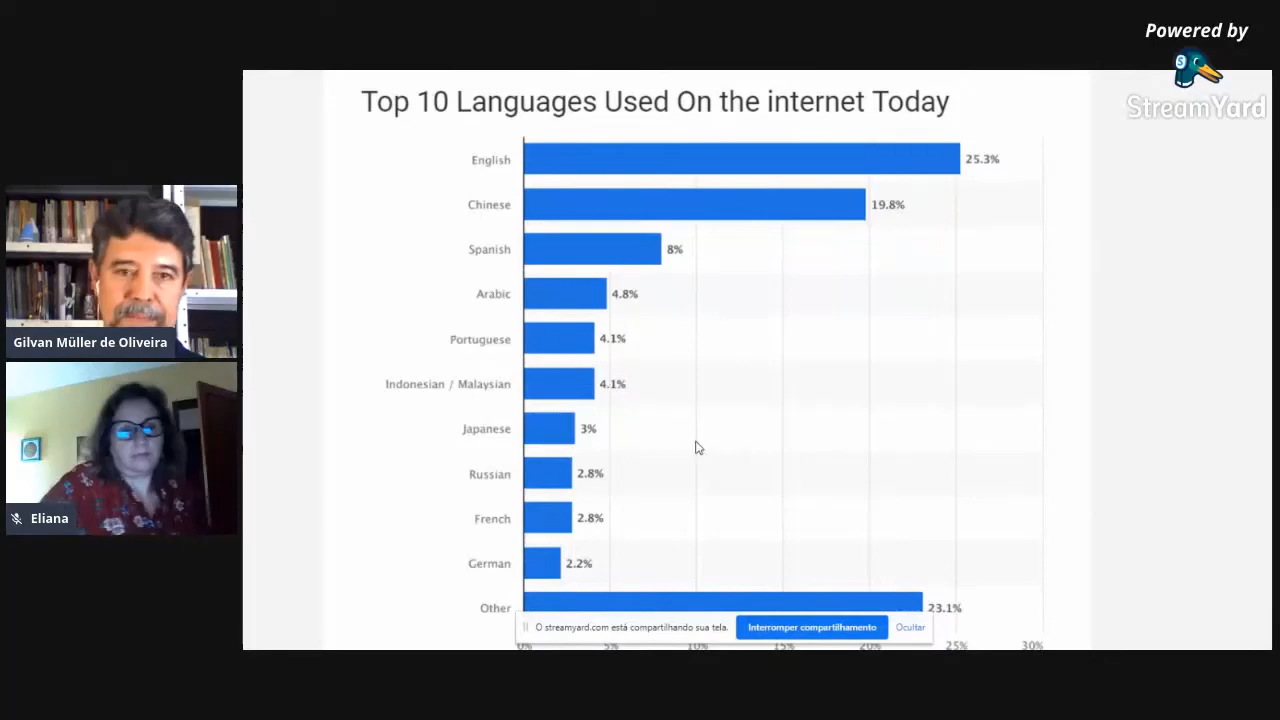 Powered by
StreamYard
Top 10 Languages Used On the internet Today
English 25.3%
Chinese 19.8%
Spanish 8%
Arabic 4.8%
Portuguese 4.1%
Indonesian / Malaysian 4.1%
Japanese 3%
Russian 2.8%
French 2.8%
German 2.2%
Other 23.1%
0% 5% 10% 15% 20% 25% 30%
O streamyard.com está compartilhando sua tela. Interromper compartilhamento Ocultar
Gilvan Müller de Oliveira
Eliana